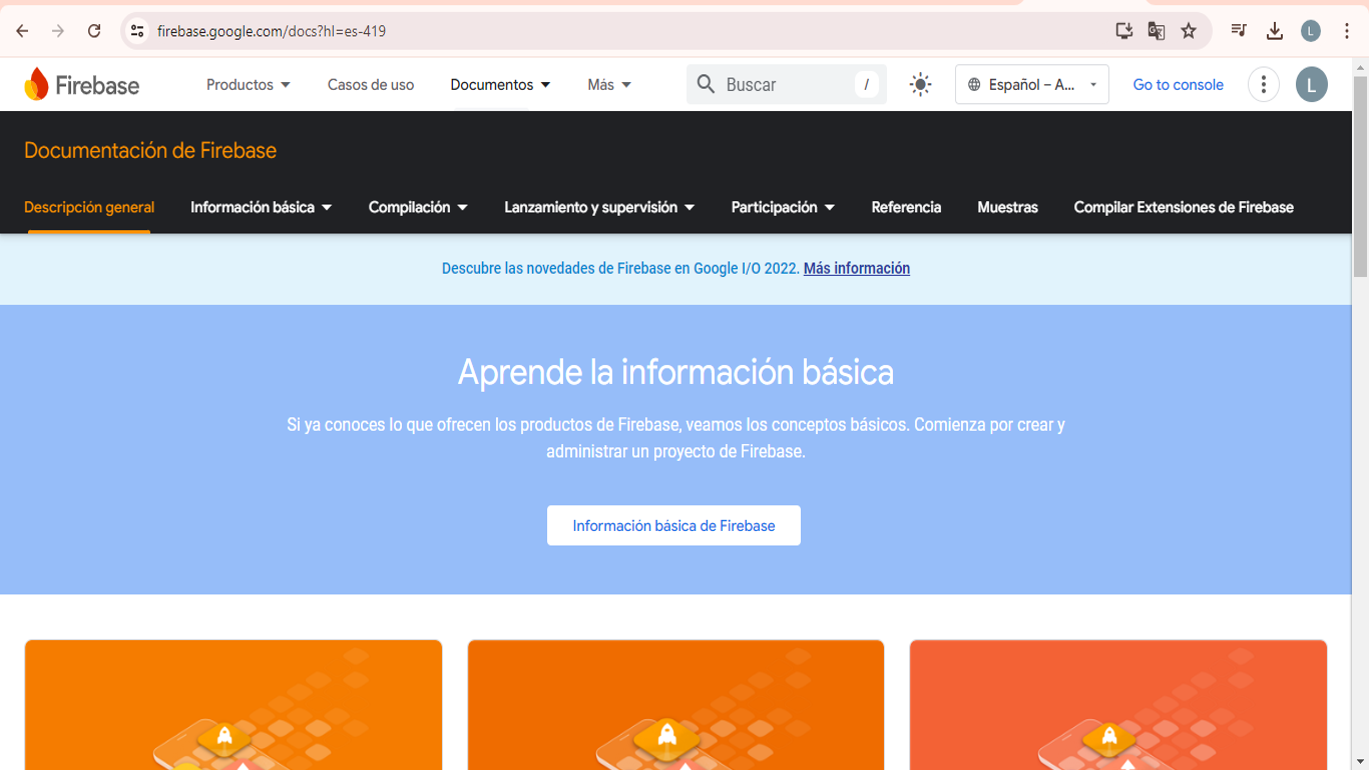 firebase.google.com/docs?hl=es-419
L
Firebase
Productos
Casos de uso
Documentos
Más
Buscar
/
Español – A...
Go to console
L
Documentación de Firebase
Descripción general
Información básica
Compilación
Lanzamiento y supervisión
Participación
Referencia
Muestras
Compilar Extensiones de Firebase
Descubre las novedades de Firebase en Google I/O 2022. Más información
Aprende la información básica
Si ya conoces lo que ofrecen los productos de Firebase, veamos los conceptos básicos. Comienza por crear y
administrar un proyecto de Firebase.
Información básica de Firebase